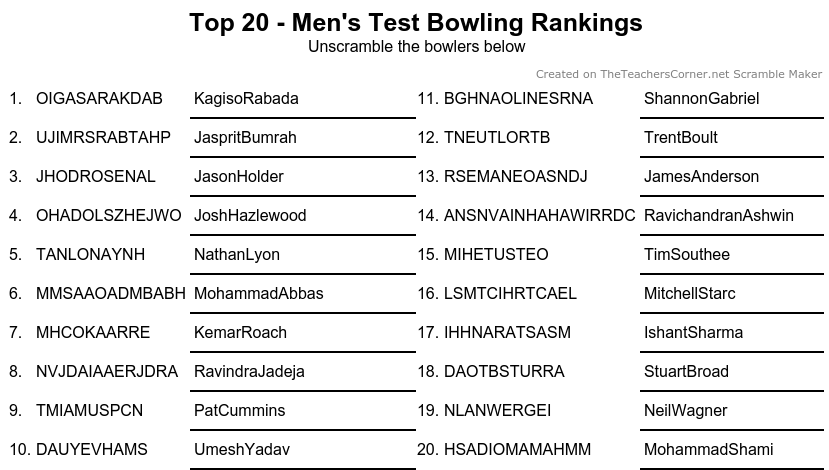 Top 20 - Men's Test Bowling Rankings
Unscramble the bowlers below
Created on TheTeachersCorner.net Scramble Maker
1. OIGASARAKDAB KagisoRabada
2. UJIMRSRABTAHP JaspritBumrah
3. JHODROSENAL JasonHolder
4. OHADOLSZHEJWO JoshHazlewood
5. TANLONAYNH NathanLyon
6. MMSAAOADMBABH MohammadAbbas
7. MHCOKAARRE KemarRoach
8. NVJDAIAAERJDRA RavindraJadeja
9. TMIAMUSPCN PatCummins
10. DAUYEVHAMS UmeshYadav
11. BGHNAOLINESRNA ShannonGabriel
12. TNEUTLORTB TrentBoult
13. RSEMANEOASNDJ JamesAnderson
14. ANSNVAINHAHAWIRRDC RavichandranAshwin
15. MIHETUSTEO TimSouthee
16. LSMTCIHRTCAEL MitchellStarc
17. IHHNARATSASM IshantSharma
18. DAOTBSTURRA StuartBroad
19. NLANWERGEI NeilWagner
20. HSADIOMAMAHMM MohammadShami